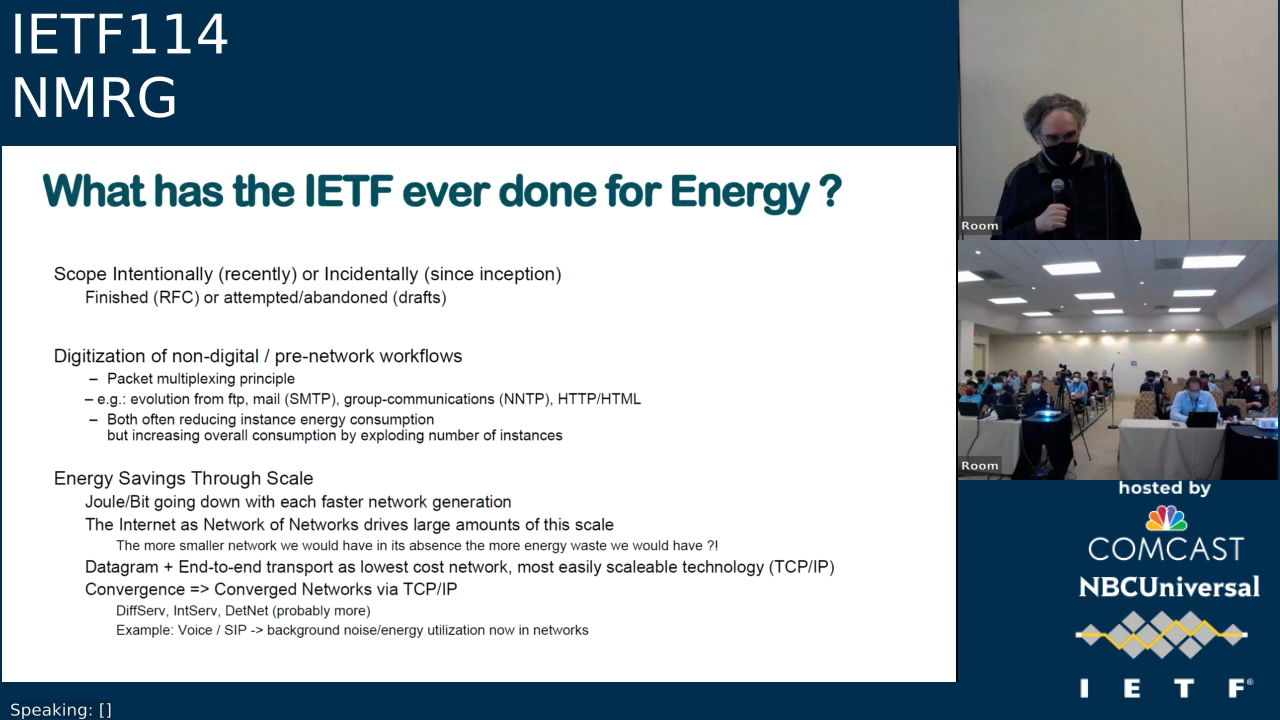 IETF114
NMRG
What has the IETF ever done for Energy ?
Scope Intentionally (recently) or Incidentally (since inception)
Finished (RFC) or attempted/abandoned (drafts)
Digitization of non-digital / pre-network workflows
– Packet multiplexing principle
– e.g.: evolution from ftp, mail (SMTP), group-communications (NNTP), HTTP/HTML
– Both often reducing instance energy consumption
but increasing overall consumption by exploding number of instances
Energy Savings Through Scale
Joule/Bit going down with each faster network generation
The Internet as Network of Networks drives large amounts of this scale
The more smaller network we would have in its absence the more energy waste we would have ?!
Datagram + End-to-end transport as lowest cost network, most easily scaleable technology (TCP/IP)
Convergence => Converged Networks via TCP/IP
DiffServ, IntServ, DetNet (probably more)
Example: Voice / SIP -> background noise/energy utilization now in networks
Room
Room
hosted by
COMCAST
NBCUniversal
I E T F®
Speaking: []